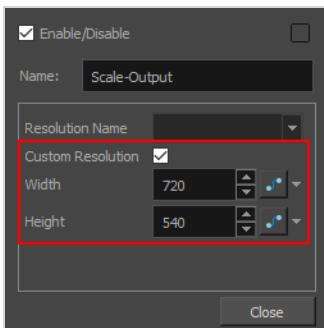 Enable/Disable
Name: Scale-Output
Resolution Name
Custom Resolution
Width 720
Height 540
Close